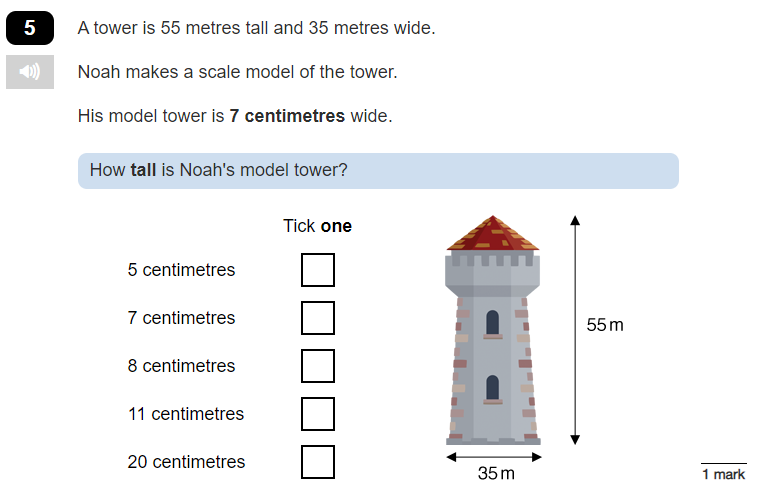 5
A tower is 55 metres tall and 35 metres wide.
Noah makes a scale model of the tower.
His model tower is 7 centimetres wide.
How tall is Noah's model tower?
Tick one
5 centimetres
7 centimetres
8 centimetres
11 centimetres
20 centimetres
55 m
35 m
1 mark